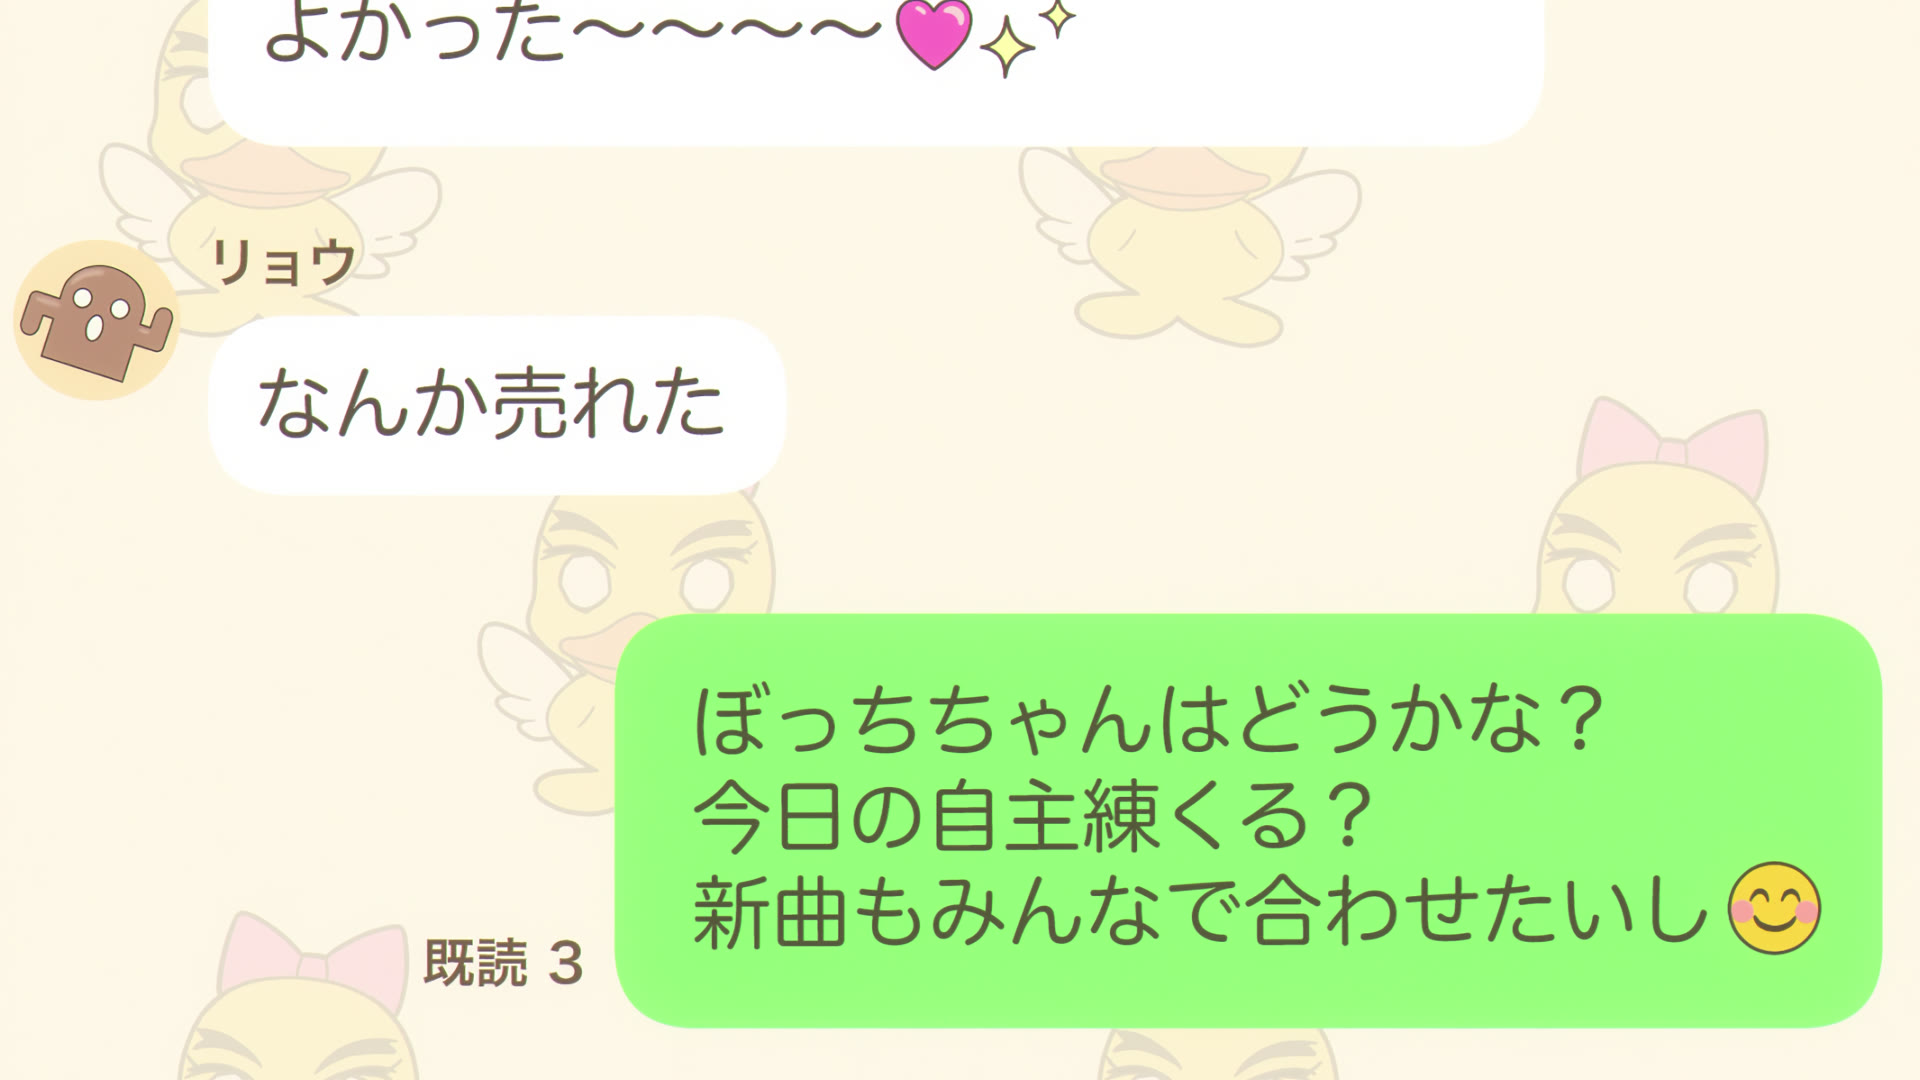 よかった～～～～💖✨
リョウ
なんか売れた
ぼっちちゃんはどうかな？
今日の自主練くる？
新曲もみんなで合わせたいし😊
既読 3